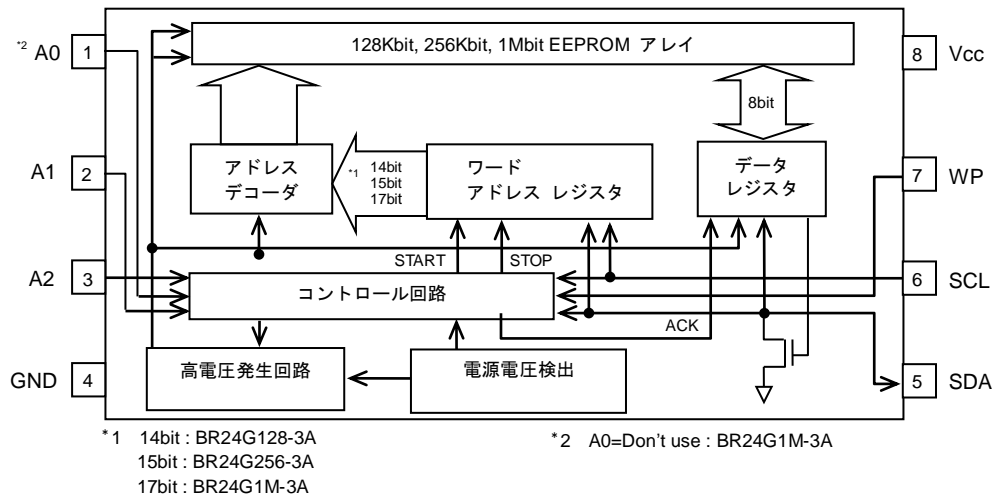 128Kbit, 256Kbit, 1Mbit EEPROM アレイ
*2 A0
1
8
Vcc
8bit
A1
2
アドレス
デコーダ
*1
14bit
15bit
17bit
ワード
アドレス レジスタ
データ
レジスタ
7
WP
START
STOP
A2
3
コントロール回路
6
SCL
ACK
GND
4
高電圧発生回路
電源電圧検出
5
SDA
*1 14bit : BR24G128-3A
15bit : BR24G256-3A
17bit : BR24G1M-3A
*2 A0=Don't use : BR24G1M-3A